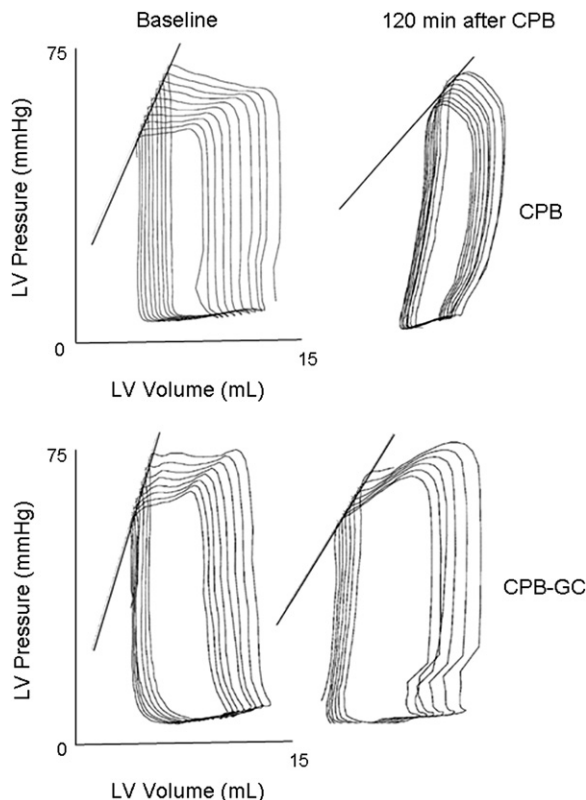 Baseline
120 min after CPB
75
LV Pressure (mmHg)
CPB
0
15
LV Volume (mL)
75
LV Pressure (mmHg)
CPB-GC
0
15
LV Volume (mL)